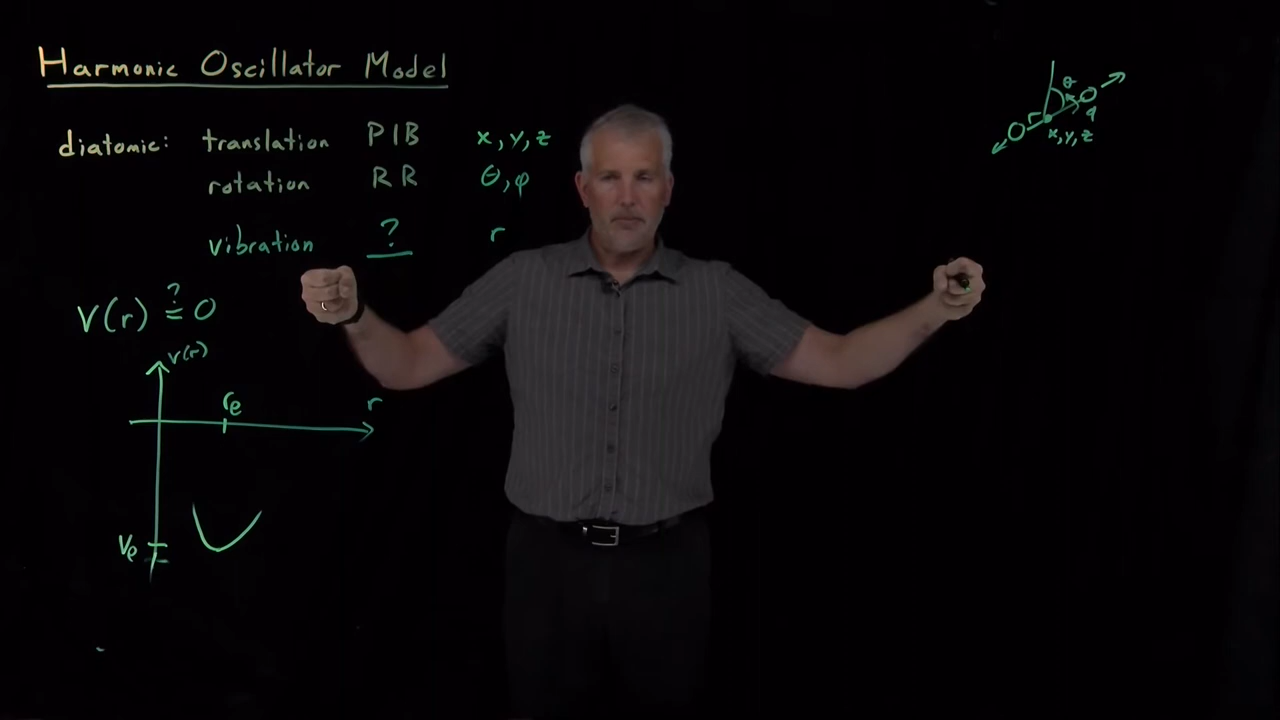 Harmonic Oscillator Model
diatomic: translation PIB x, y, z
rotation RR θ, φ
vibration ? r
V(r) ≟ 0
V(r)
re
r
Ve
θ
r
x, y, z